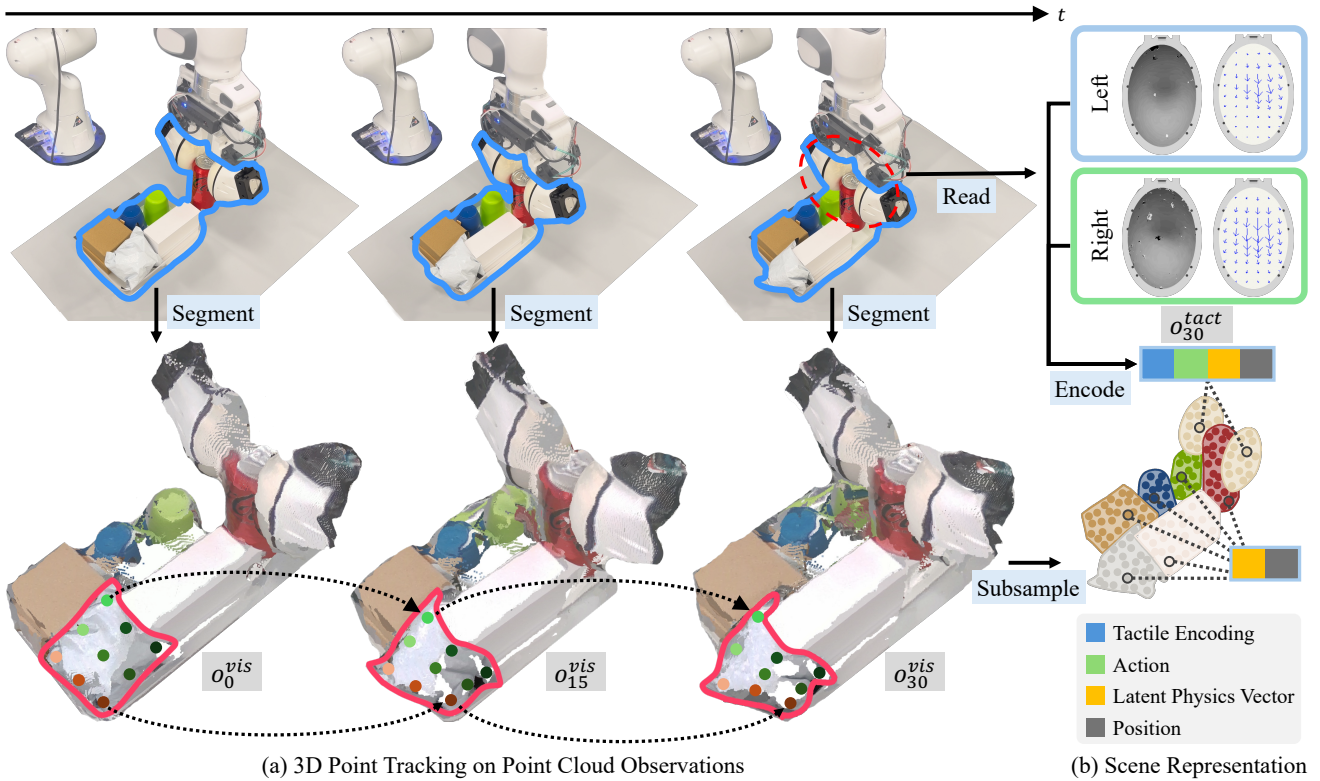 t
Left
Read
Right
Segment
Segment
Segment
o_{30}^{tact}
Encode
Subsample
o_0^{vis}
o_{15}^{vis}
o_{30}^{vis}
Tactile Encoding
Action
Latent Physics Vector
Position
(a) 3D Point Tracking on Point Cloud Observations
(b) Scene Representation